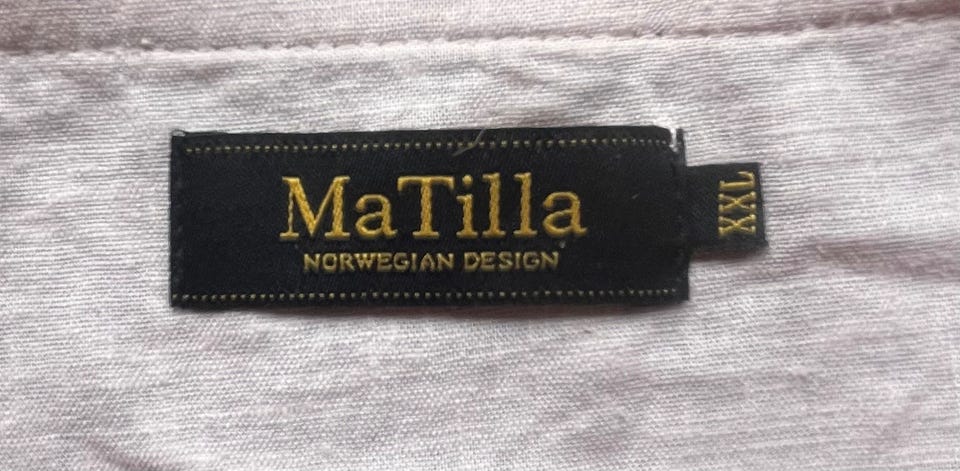 MaTilla
NORWEGIAN DESIGN
XXL